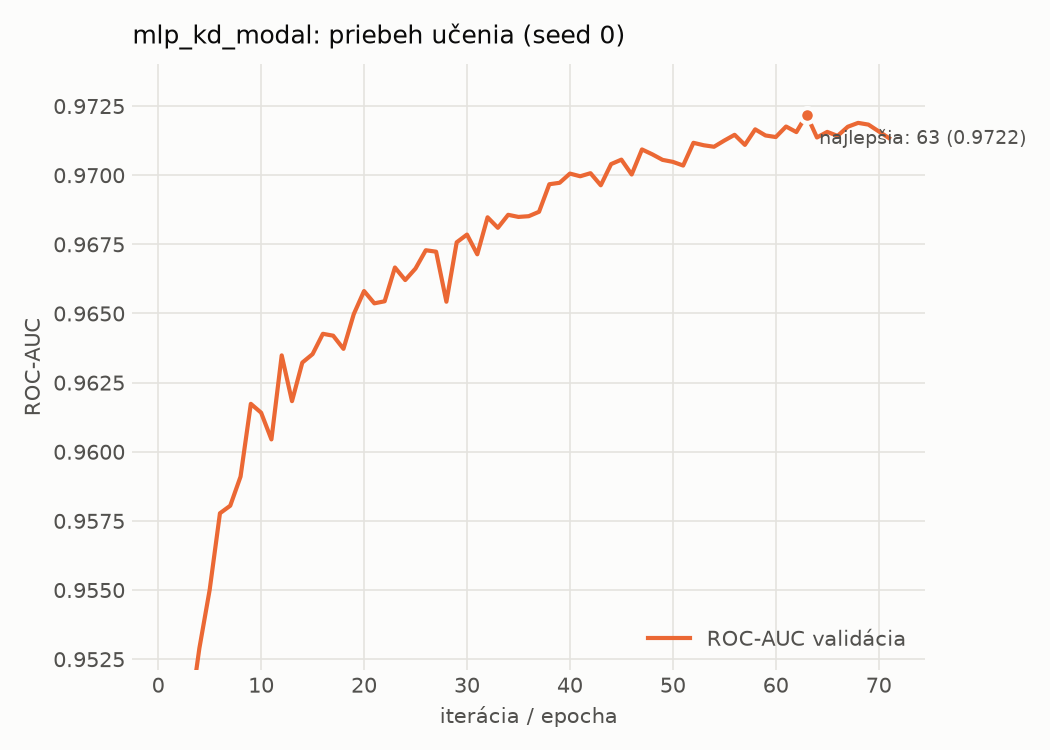 mlp_kd_modal: priebeh učenia (seed 0)
0.9725
najlepšia: 63 (0.9722)
0.9700
0.9675
0.9650
0.9625
0.9600
0.9575
0.9550
0.9525
ROC-AUC
ROC-AUC validácia
0 10 20 30 40 50 60 70
iterácia / epocha